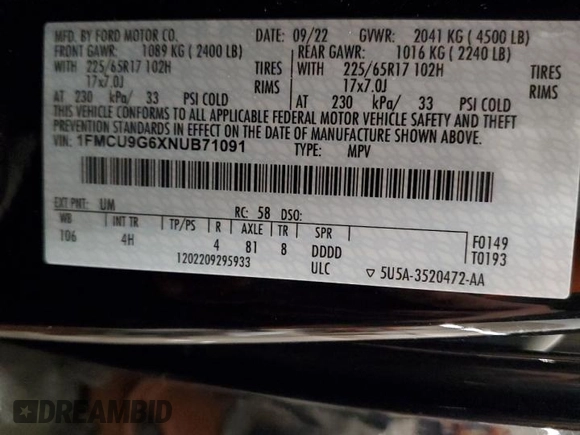 MFD. BY FORD MOTOR CO. DATE: 09/22 GVWR: 2041 KG ( 4500 LB)
FRONT GAWR: 1089 KG ( 2400 LB) REAR GAWR: 1016 KG ( 2240 LB)
WITH 225/65R17 102H TIRES WITH 225/65R17 102H TIRES
17x7.0J RIMS 17x7.0J RIMS
AT 230 kPa/ 33 PSI COLD AT 230 kPa/ 33 PSI COLD
THIS VEHICLE CONFORMS TO ALL APPLICABLE FEDERAL MOTOR VEHICLE SAFETY AND THEFT
PREVENTION STANDARDS IN EFFECT ON THE DATE OF MANUFACTURE SHOWN ABOVE.
VIN: 1FMCU9G6XNUB71091 TYPE: MPV
EXT PNT: UM RC: 58 DSO:
WB INT TR TP/PS R AXLE TR SPR F0149
106 4H 4 81 8 DDDD T0193
1202209295933 ULC ▽ 5U5A-3520472-AA
DREAMBID